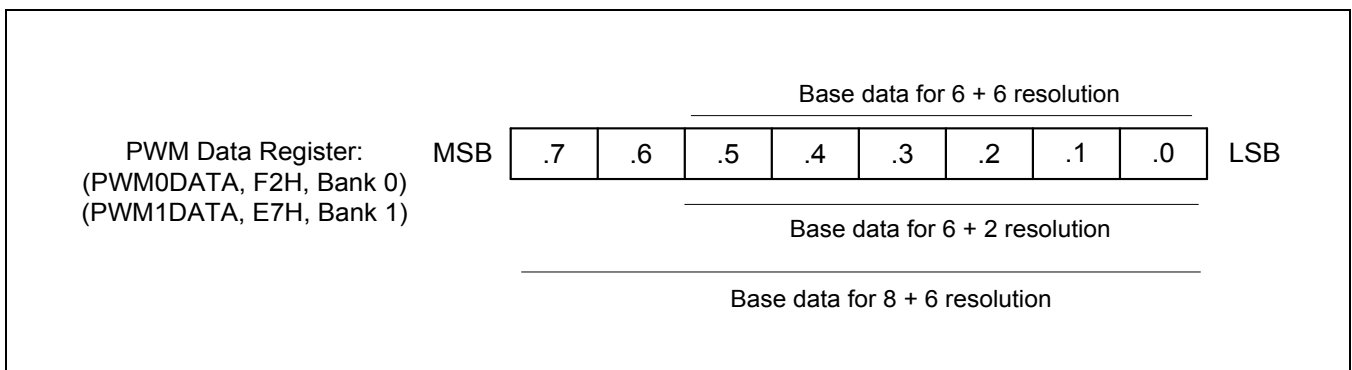 Base data for 6 + 6 resolution
PWM Data Register:
(PWM0DATA, F2H, Bank 0)
(PWM1DATA, E7H, Bank 1)
MSB .7 .6 .5 .4 .3 .2 .1 .0 LSB
Base data for 6 + 2 resolution
Base data for 8 + 6 resolution